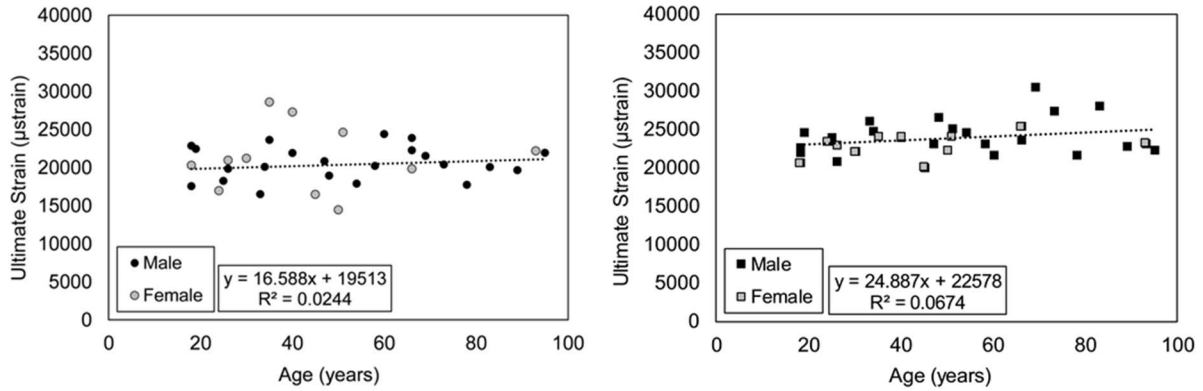 40000
35000
30000
25000
20000
15000
10000
5000
0
Ultimate Strain (µstrain)
Male
Female
y = 16.588x + 19513
R² = 0.0244
0 20 40 60 80 100
Age (years)
40000
35000
30000
25000
20000
15000
10000
5000
0
Ultimate Strain (µstrain)
Male
Female
y = 24.887x + 22578
R² = 0.0674
0 20 40 60 80 100
Age (years)